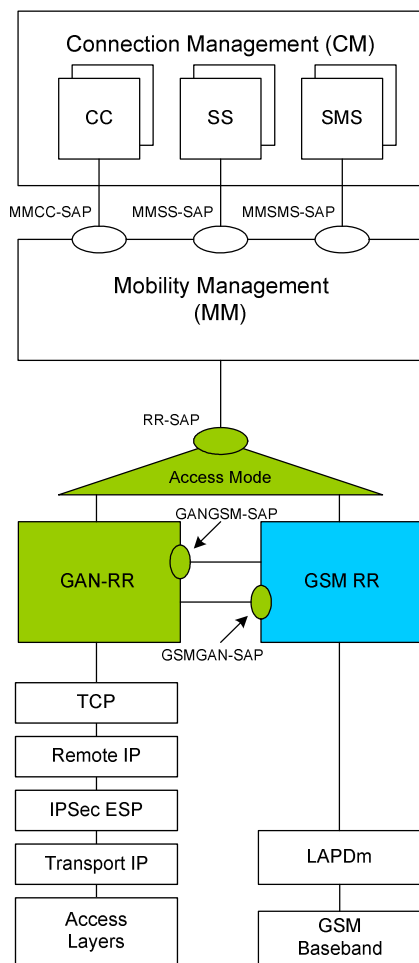 Connection Management (CM)
CC
SS
SMS
MMCC-SAP
MMSS-SAP
MMSMS-SAP
Mobility Management
(MM)
RR-SAP
Access Mode
GANGSM-SAP
GAN-RR
GSM RR
GSMGAN-SAP
TCP
Remote IP
IPSec ESP
Transport IP
LAPDm
Access
Layers
GSM
Baseband